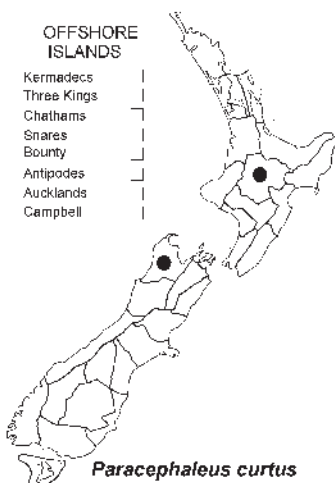 OFFSHORE
ISLANDS
Kermadecs
Three Kings
Chathams
Snares
Bounty
Antipodes
Aucklands
Campbell
Paracephaleus curtus